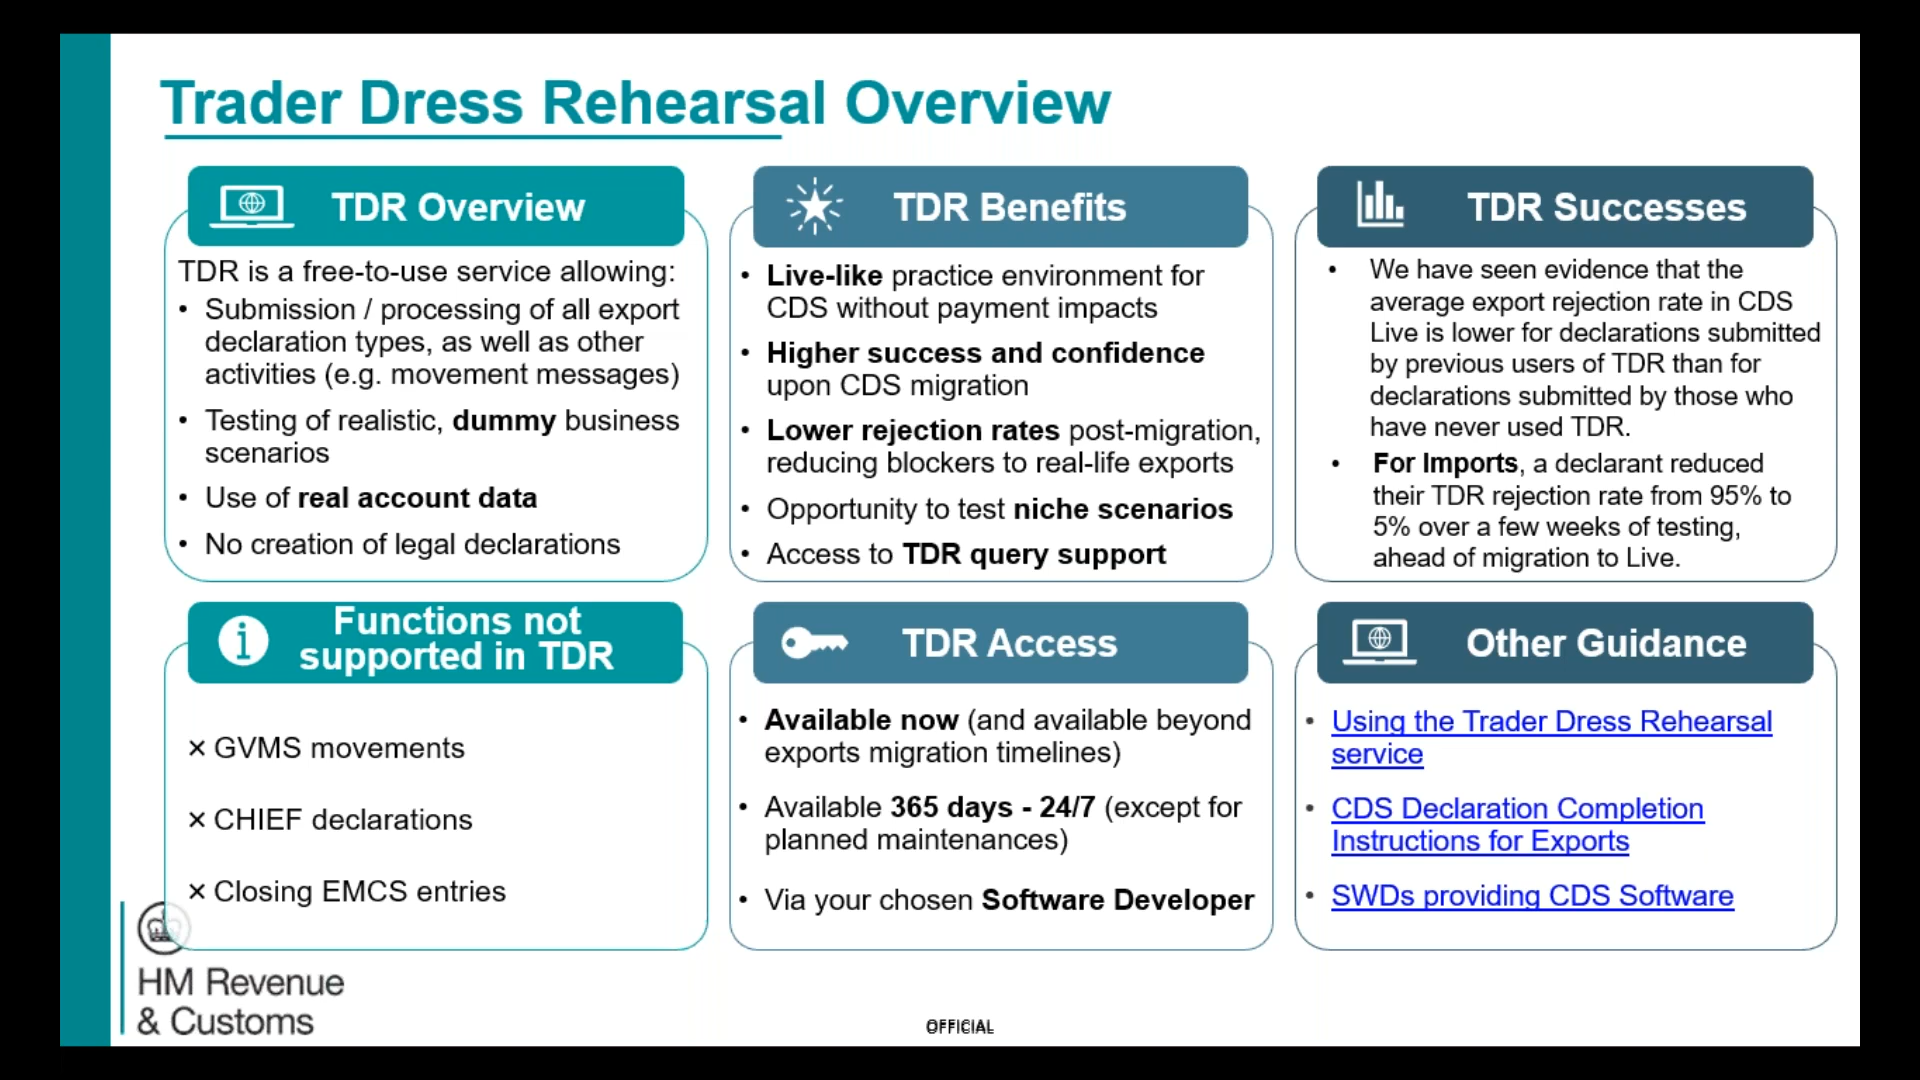 Trader Dress Rehearsal Overview
TDR Overview
TDR is a free-to-use service allowing:
• Submission / processing of all export
declaration types, as well as other
activities (e.g. movement messages)
• Testing of realistic, dummy business
scenarios
• Use of real account data
• No creation of legal declarations
TDR Benefits
• Live-like practice environment for
CDS without payment impacts
• Higher success and confidence
upon CDS migration
• Lower rejection rates post-migration,
reducing blockers to real-life exports
• Opportunity to test niche scenarios
• Access to TDR query support
TDR Successes
• We have seen evidence that the
average export rejection rate in CDS
Live is lower for declarations submitted
by previous users of TDR than for
declarations submitted by those who
have never used TDR.
• For Imports, a declarant reduced
their TDR rejection rate from 95% to
5% over a few weeks of testing,
ahead of migration to Live.
Functions not
supported in TDR
× GVMS movements
× CHIEF declarations
× Closing EMCS entries
TDR Access
• Available now (and available beyond
exports migration timelines)
• Available 365 days - 24/7 (except for
planned maintenances)
• Via your chosen Software Developer
Other Guidance
• Using the Trader Dress Rehearsal
service
• CDS Declaration Completion
Instructions for Exports
• SWDs providing CDS Software
HM Revenue
& Customs
OFFICIAL